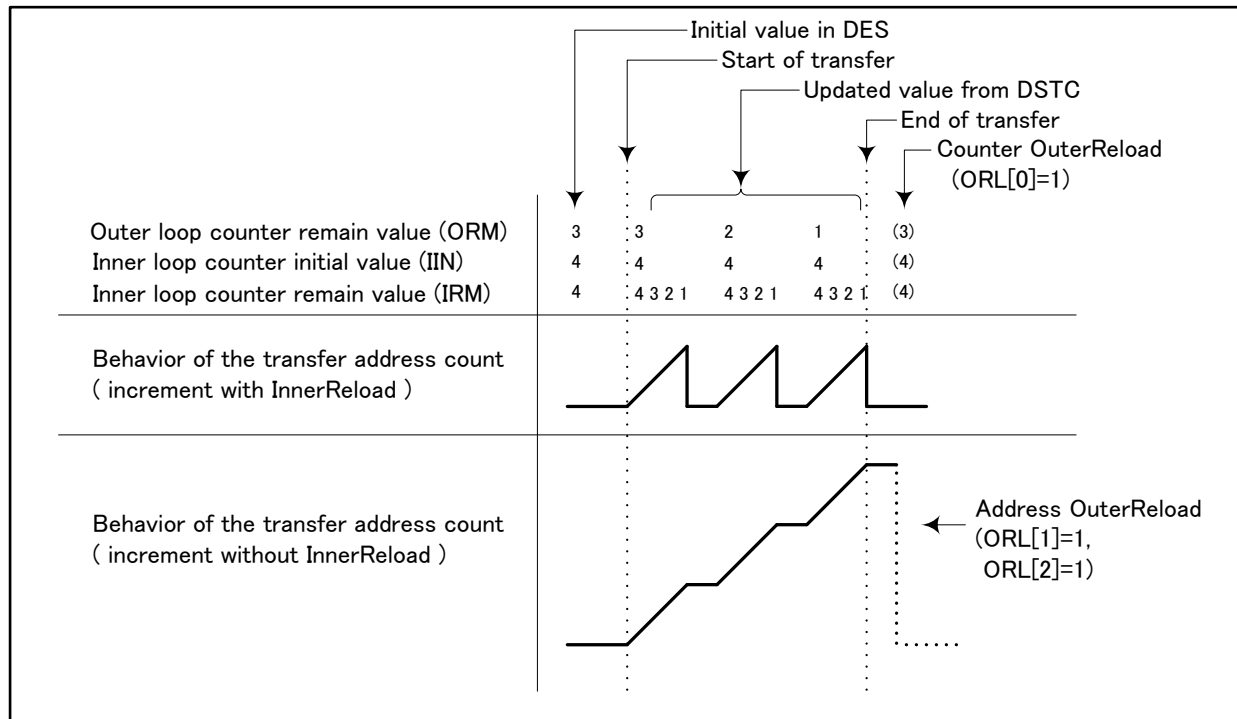 Initial value in DES
Start of transfer
Updated value from DSTC
End of transfer
Counter OuterReload
(ORL[0]=1)
Outer loop counter remain value (ORM) 3 3 2 1 (3)
Inner loop counter initial value (IIN) 4 4 4 4 (4)
Inner loop counter remain value (IRM) 4 4 3 2 1 4 3 2 1 4 3 2 1 (4)
Behavior of the transfer address count
( increment with InnerReload )
Behavior of the transfer address count
( increment without InnerReload )
Address OuterReload
(ORL[1]=1,
ORL[2]=1)